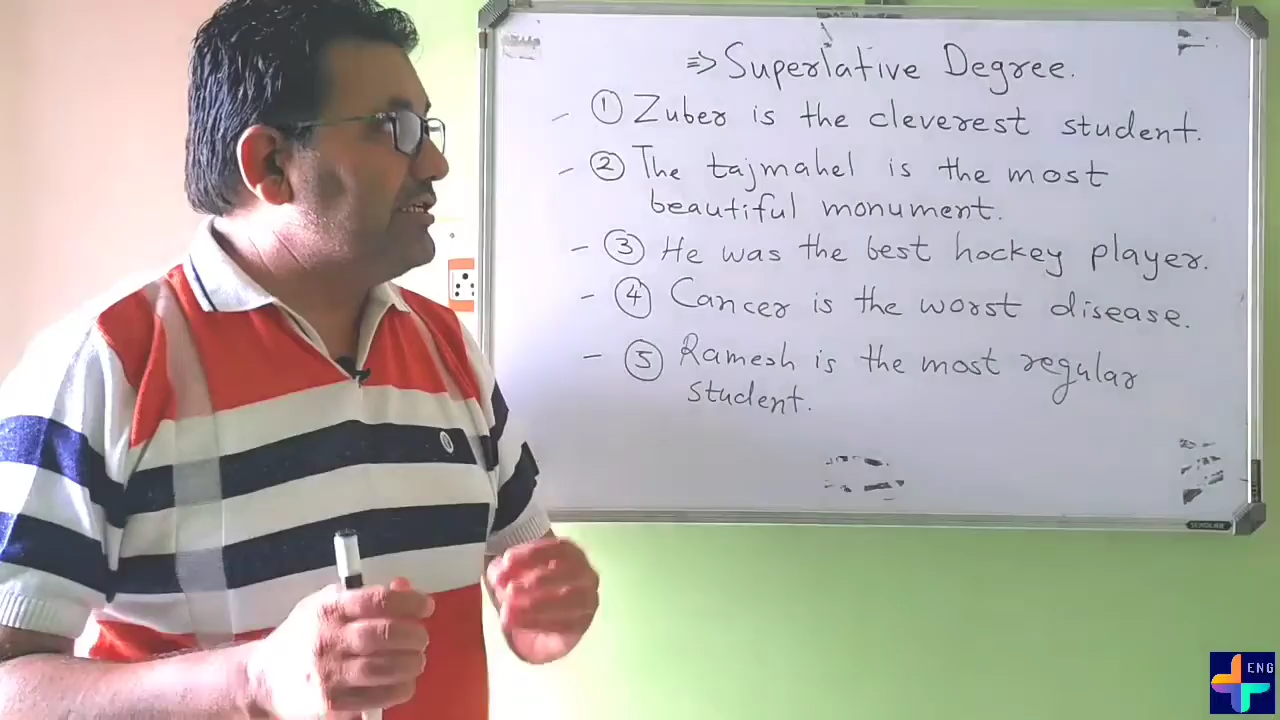 ⇒ Superlative Degree.
- ① Zuber is the cleverest student.
- ② The tajmahel is the most
beautiful monument.
- ③ He was the best hockey player.
- ④ Cancer is the worst disease.
- ⑤ Ramesh is the most regular
student.
SCHOLAR
ENG